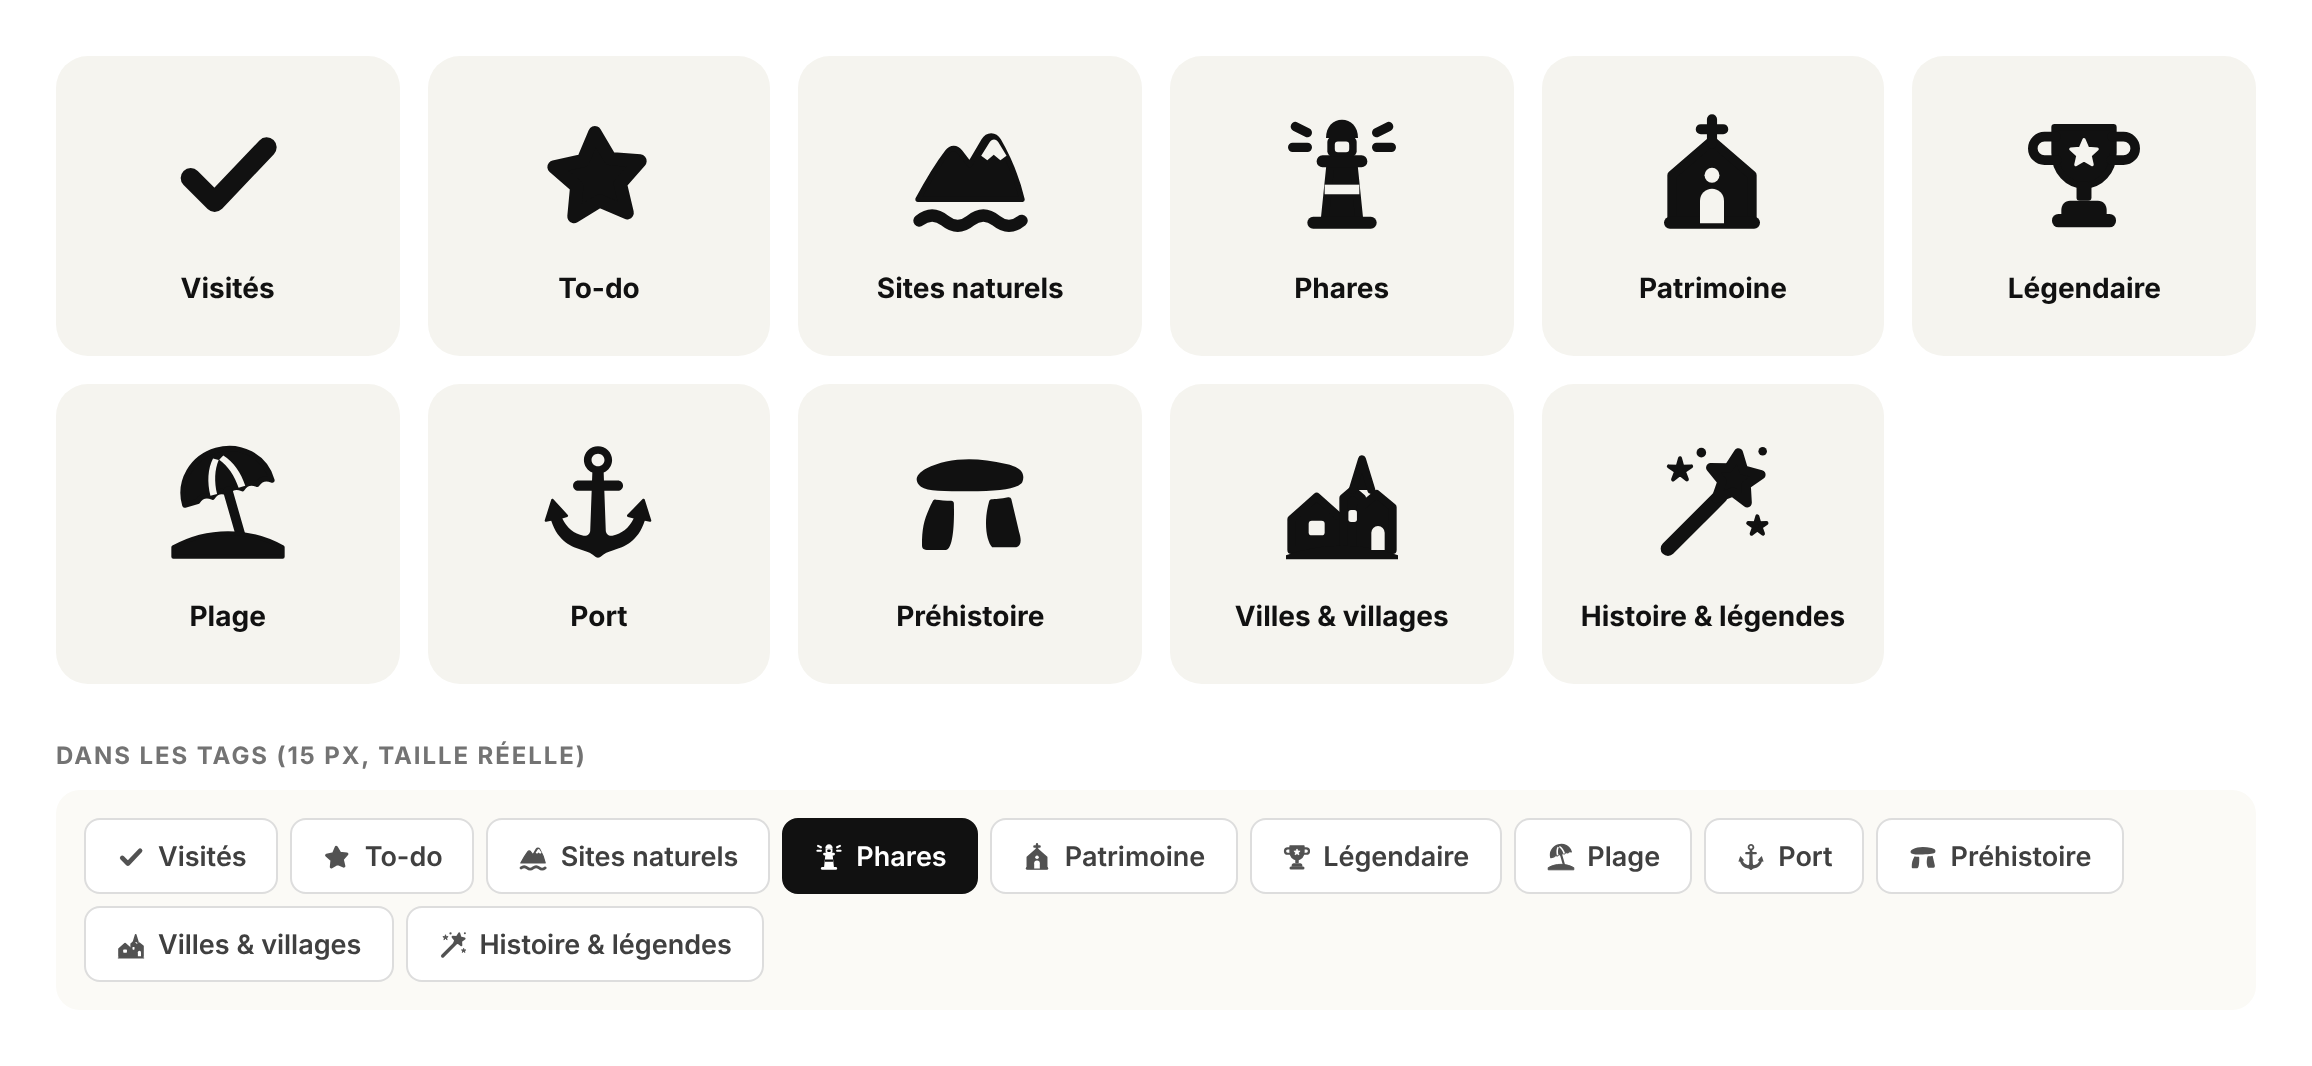 Visités
To-do
Sites naturels
Phares
Patrimoine
Légendaire
Plage
Port
Préhistoire
Villes & villages
Histoire & légendes
DANS LES TAGS (15 PX, TAILLE RÉELLE)
Visités
To-do
Sites naturels
Phares
Patrimoine
Légendaire
Plage
Port
Préhistoire
Villes & villages
Histoire & légendes